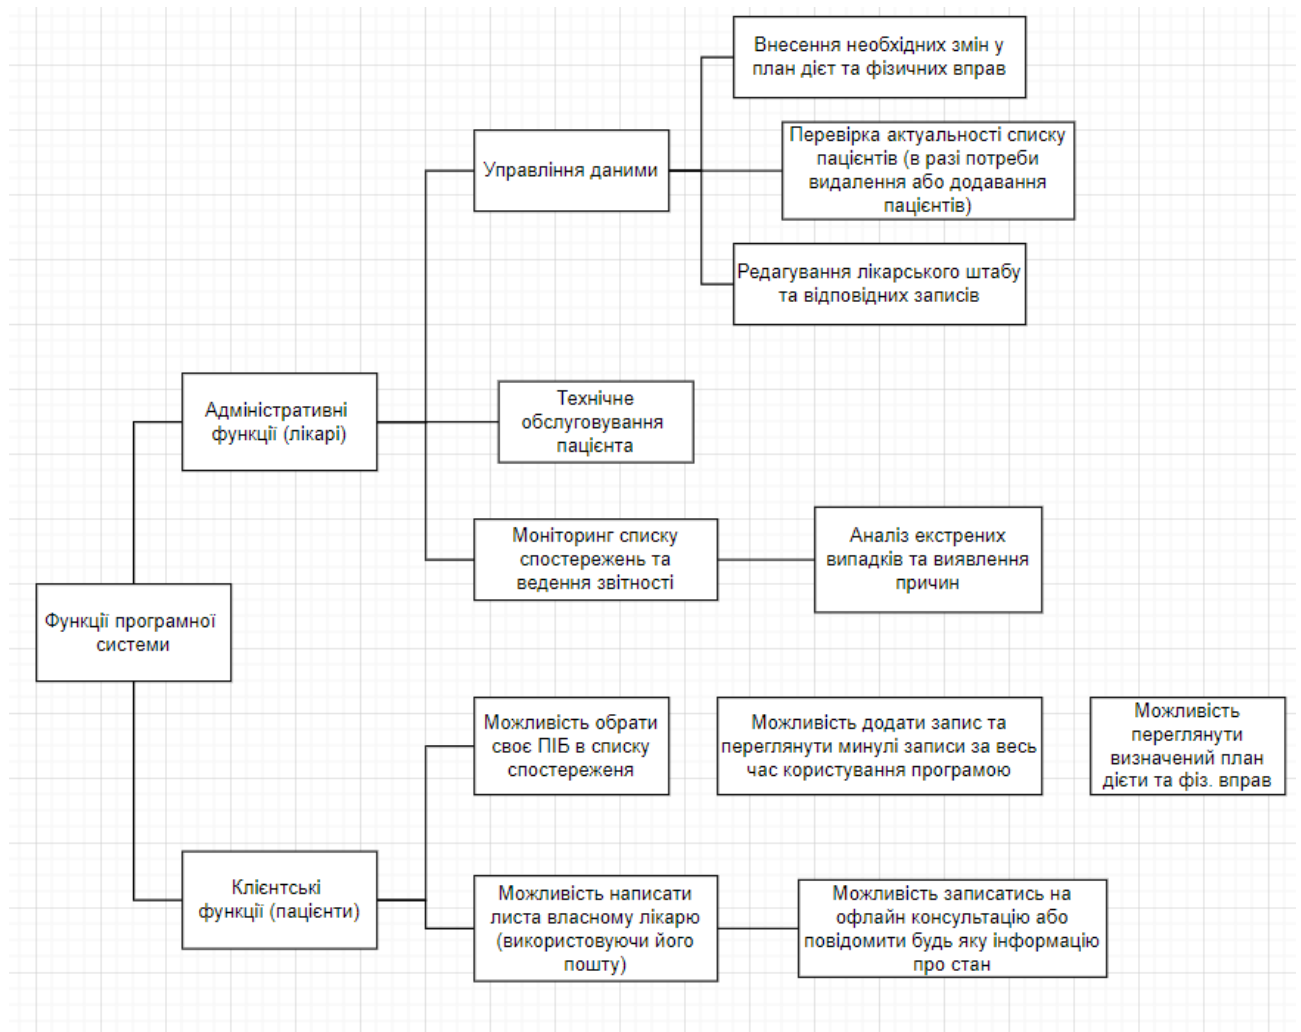 Внесення необхідних змін у
план дієт та фізичних вправ
Перевірка актуальності списку
пацієнтів (в разі потреби
видалення або додавання
пацієнтів)
Управління даними
Редагування лікарського штабу
та відповідних записів
Адміністративні
функції (лікарі)
Технічне
обслуговування
пацієнта
Моніторинг списку
спостережень та
ведення звітності
Аналіз екстрених
випадків та виявлення
причин
Функції програмної
системи
Можливість обрати
своє ПІБ в списку
спостереженя
Можливість додати запис та
переглянути минулі записи за весь
час користування програмою
Можливість
переглянути
визначений план
дієти та фіз. вправ
Клієнтські
функції (пацієнти)
Можливість написати
листа власному лікарю
(використовуючи його
пошту)
Можливість записатись на
офлайн консультацію або
повідомити будь яку інформацію
про стан